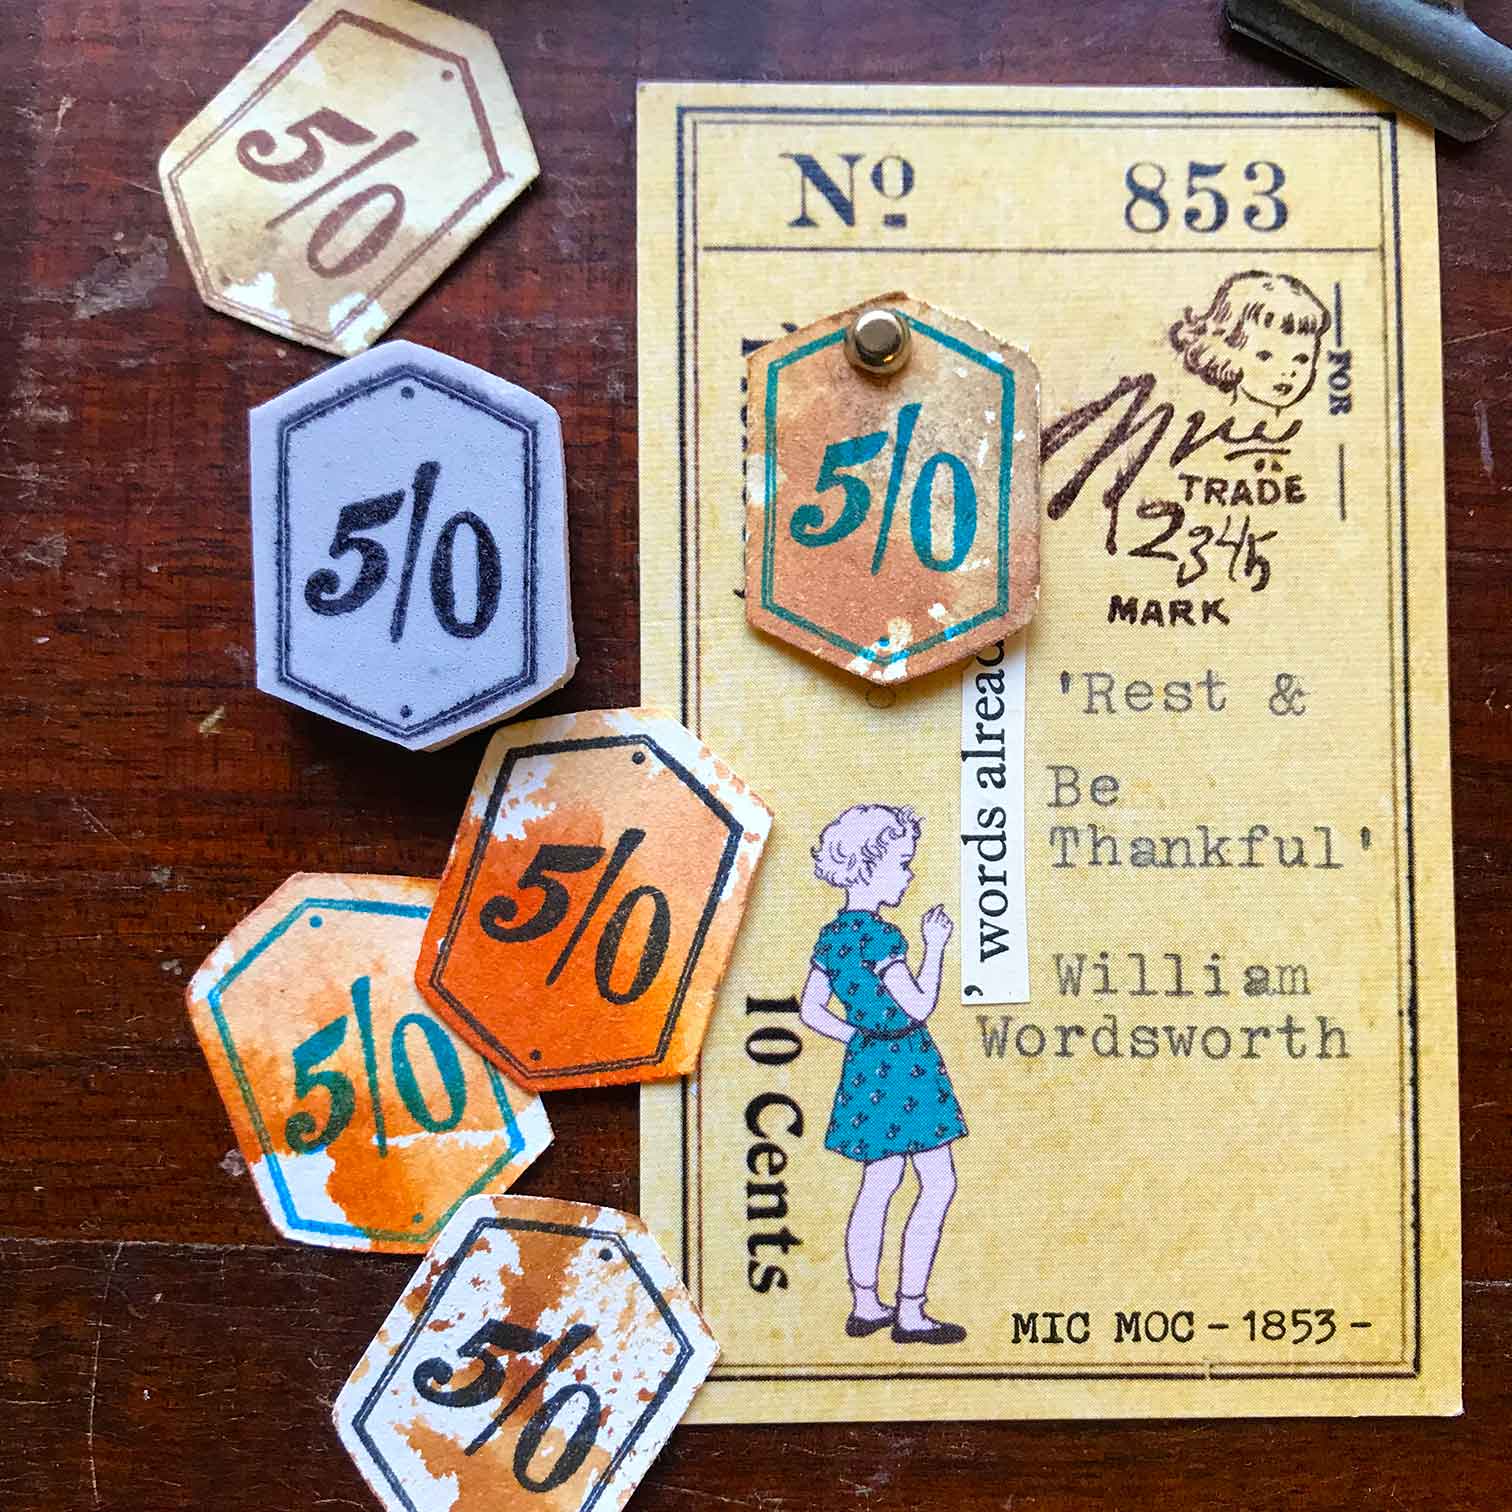 5/0
Nº 853
FOR
5/0
TRADE
2345
MARK
5/0
'Rest &
Be
Thankful'
, words alread
5/0
William
Wordsworth
5/0
10 Cents
5/0
MIC MOC - 1853 -